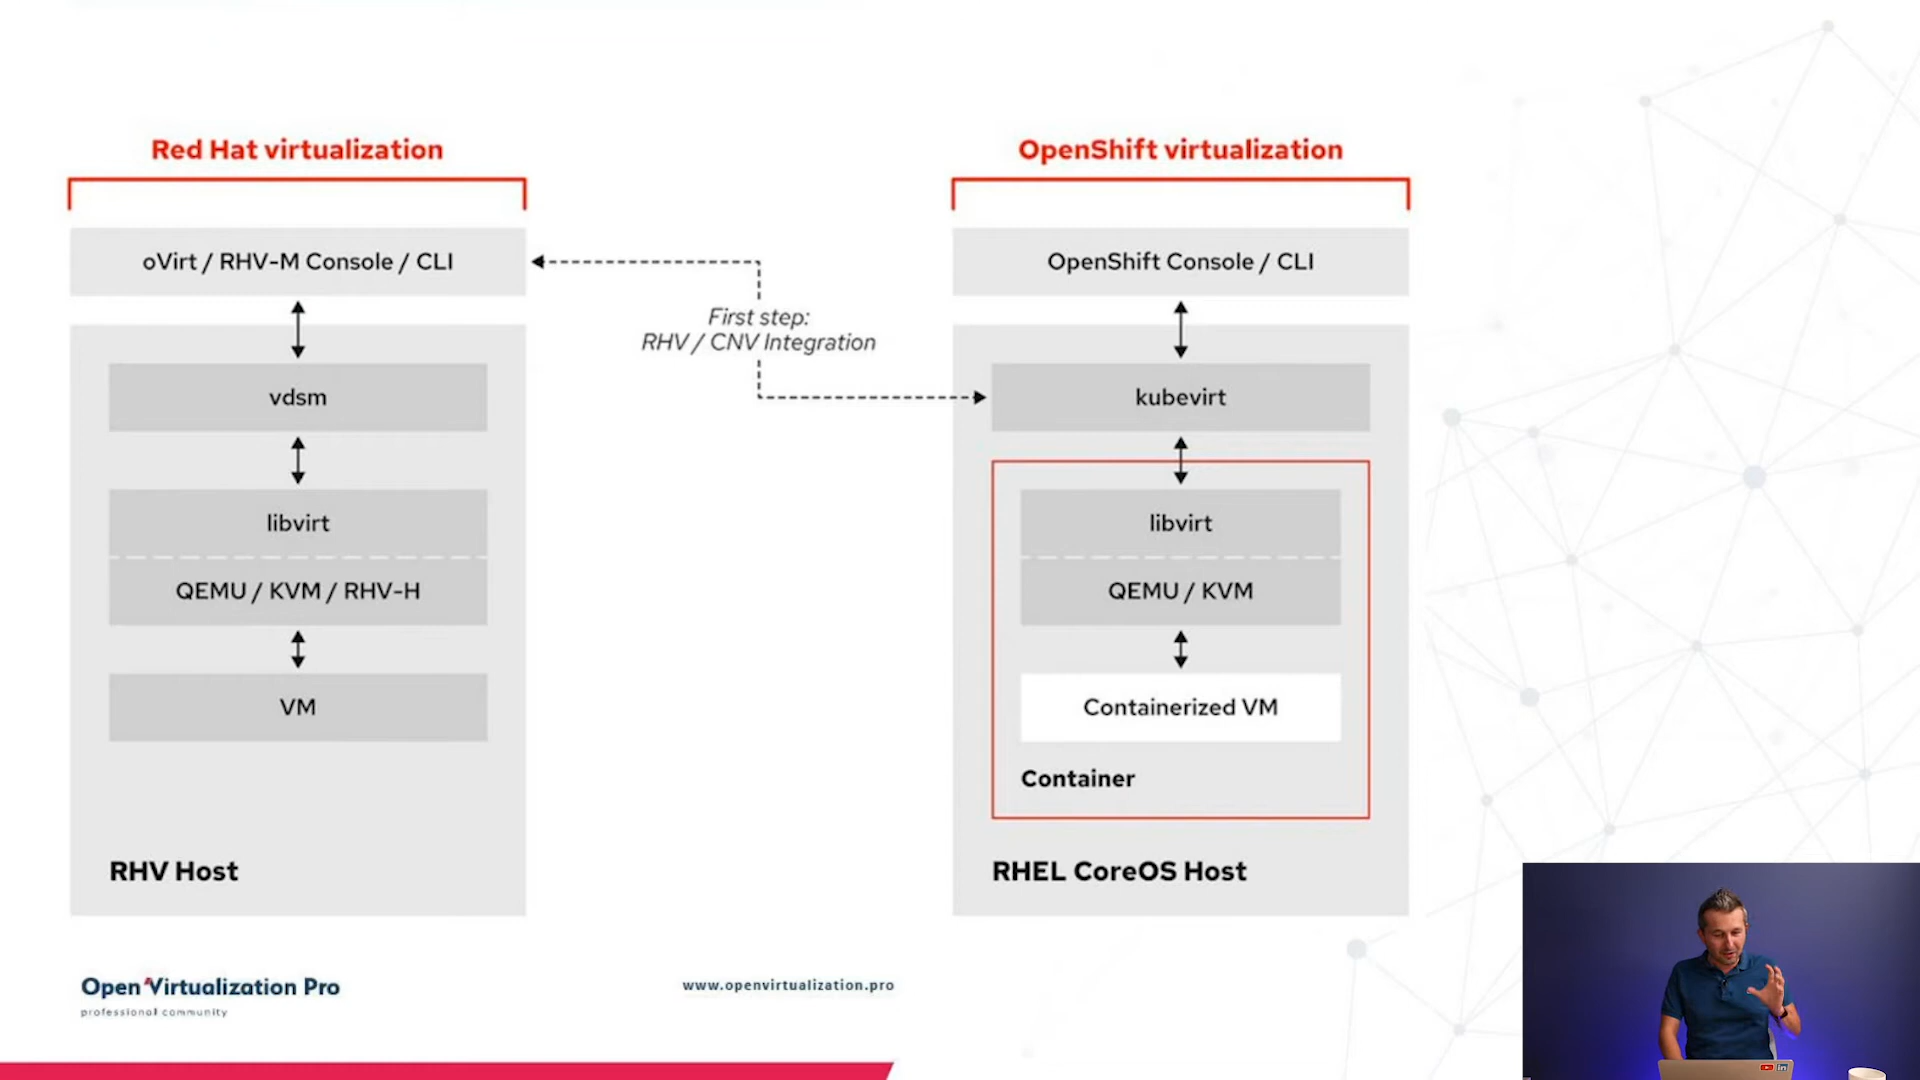 Red Hat virtualization
oVirt / RHV-M Console / CLI
vdsm
libvirt
QEMU / KVM / RHV-H
VM
RHV Host
First step:
RHV / CNV Integration
OpenShift virtualization
OpenShift Console / CLI
kubevirt
libvirt
QEMU / KVM
Containerized VM
Container
RHEL CoreOS Host
Open Virtualization Pro
professional community
www.openvirtualization.pro